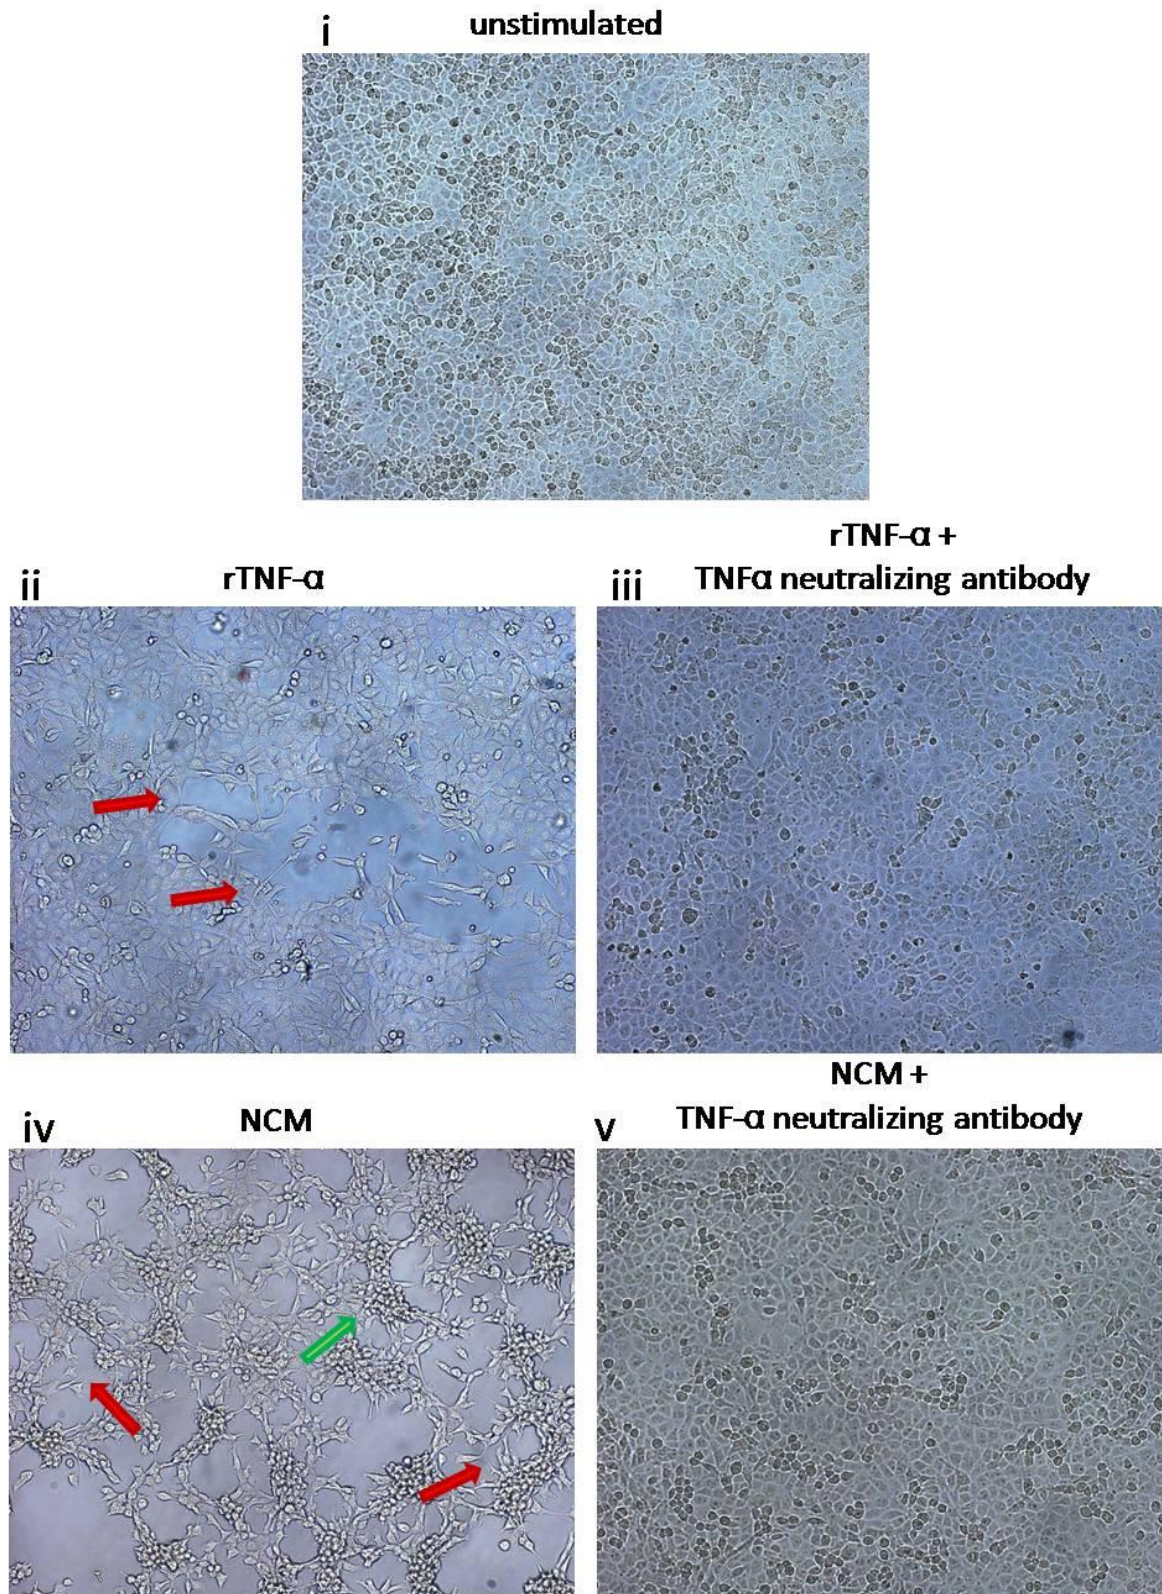 i
unstimulated
ii
rTNF-α
iii
rTNF-α +
TNFα neutralizing antibody
iv
NCM
v
NCM +
TNF-α neutralizing antibody